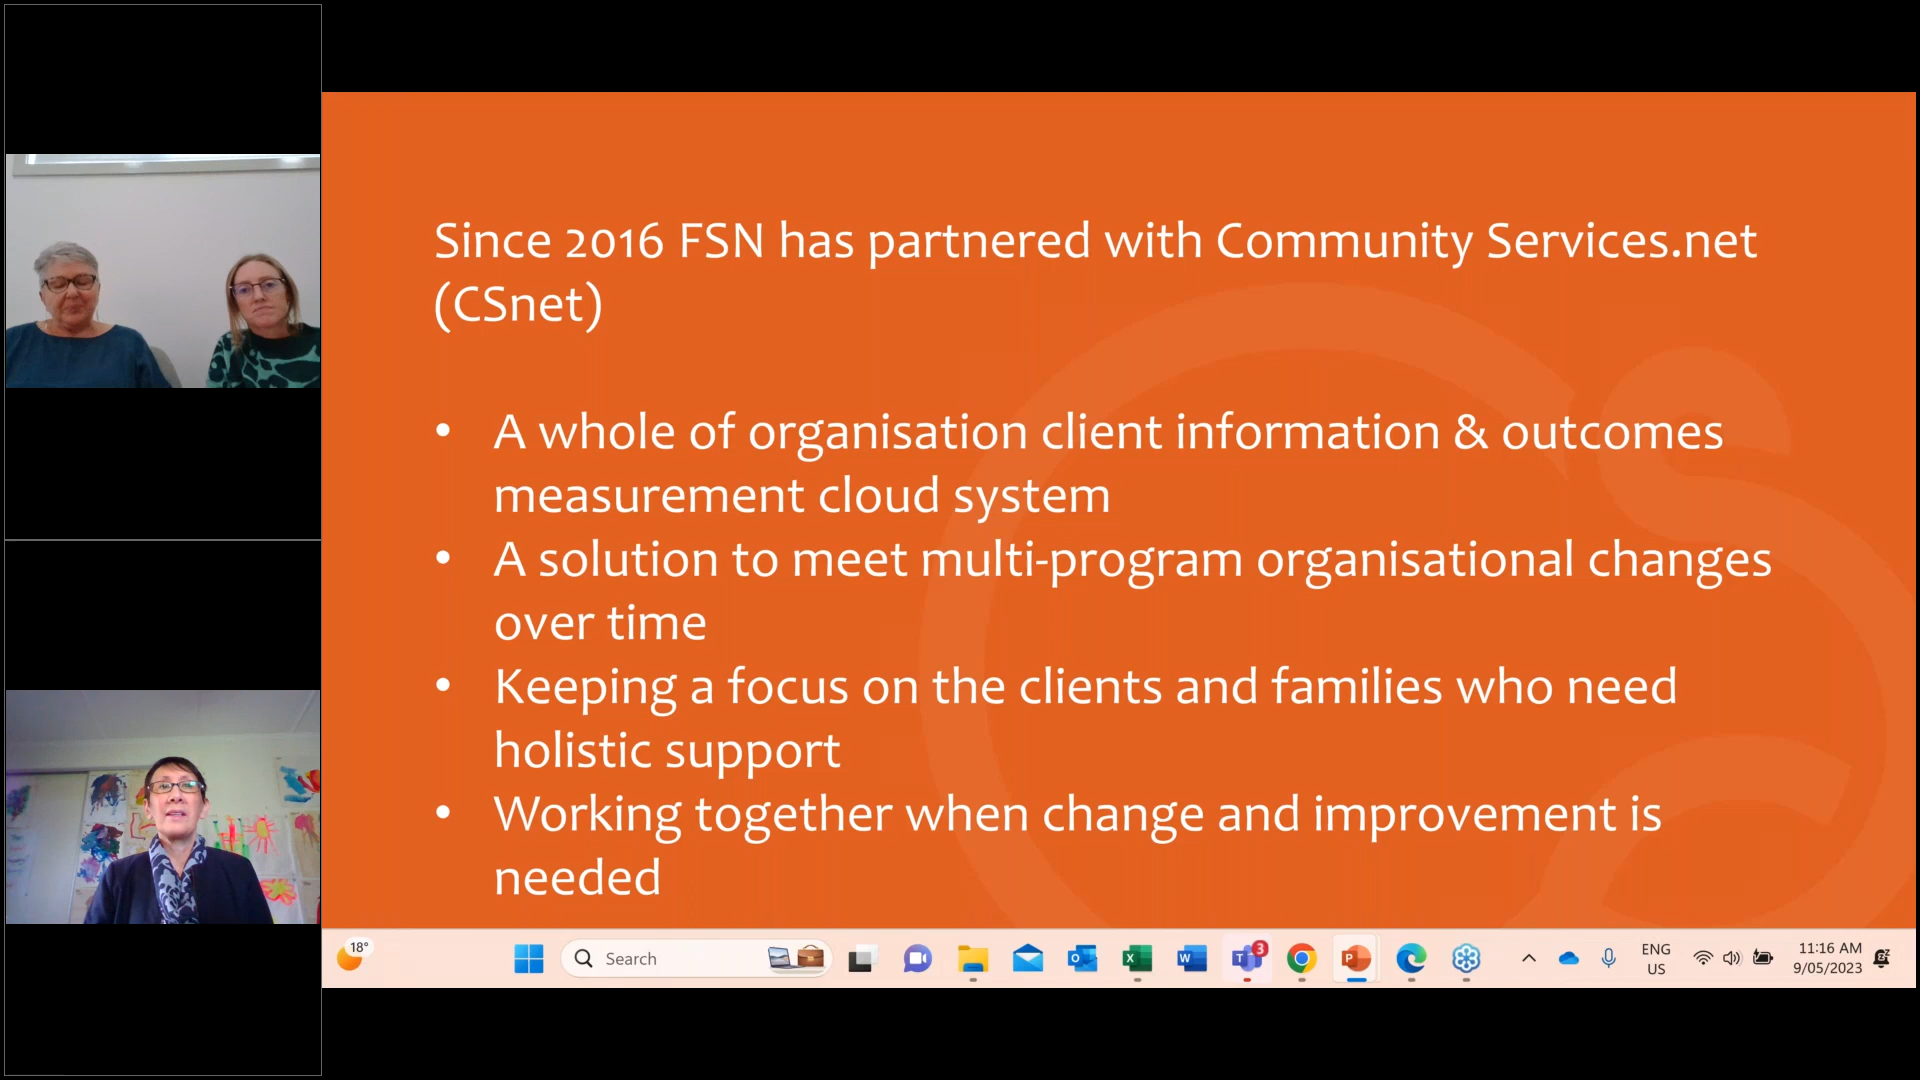 Since 2016 FSN has partnered with Community Services.net
(CSnet)
• A whole of organisation client information & outcomes
measurement cloud system
• A solution to meet multi-program organisational changes
over time
• Keeping a focus on the clients and families who need
holistic support
• Working together when change and improvement is
needed
18°
Search
3
ENG
US
11:16 AM
9/05/2023